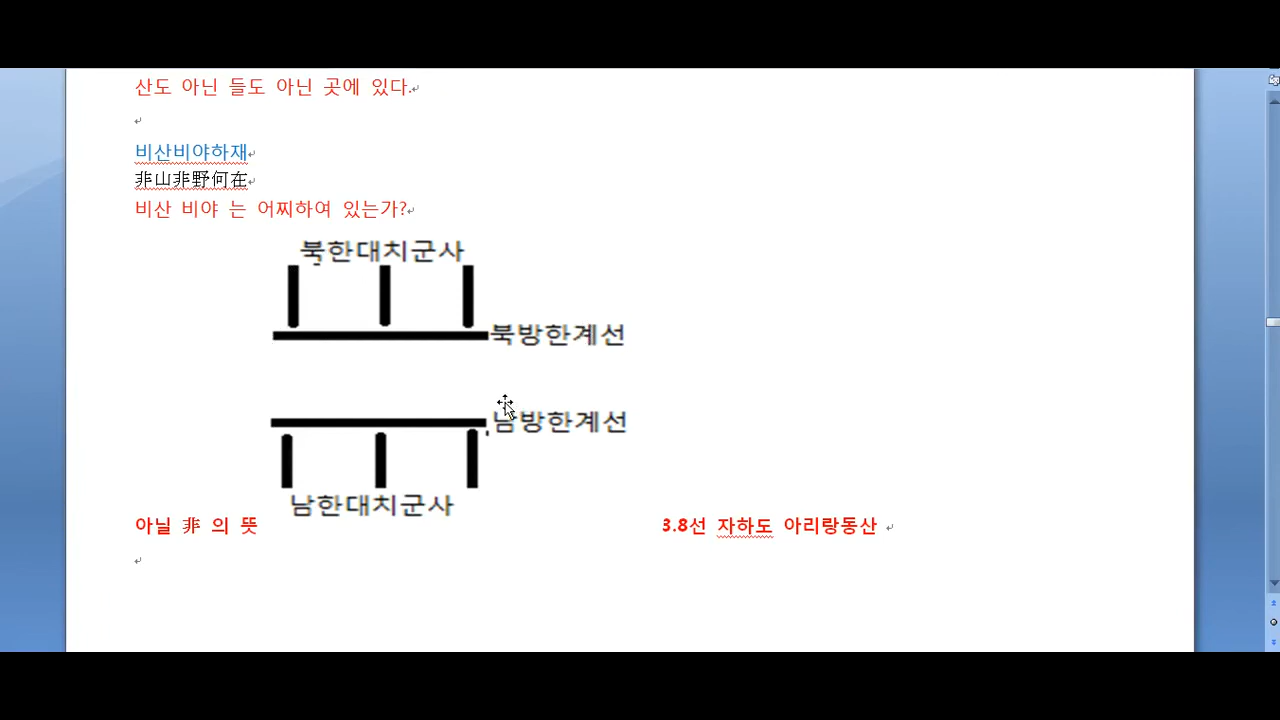 산도 아닌 들도 아닌 곳에 있다.
비산비야하재
非山非野何在
비산 비야 는 어찌하여 있는가?
북한대치군사
북방한계선
남방한계선
남한대치군사
아닐 非 의 뜻 3.8선 자하도 아리랑동산